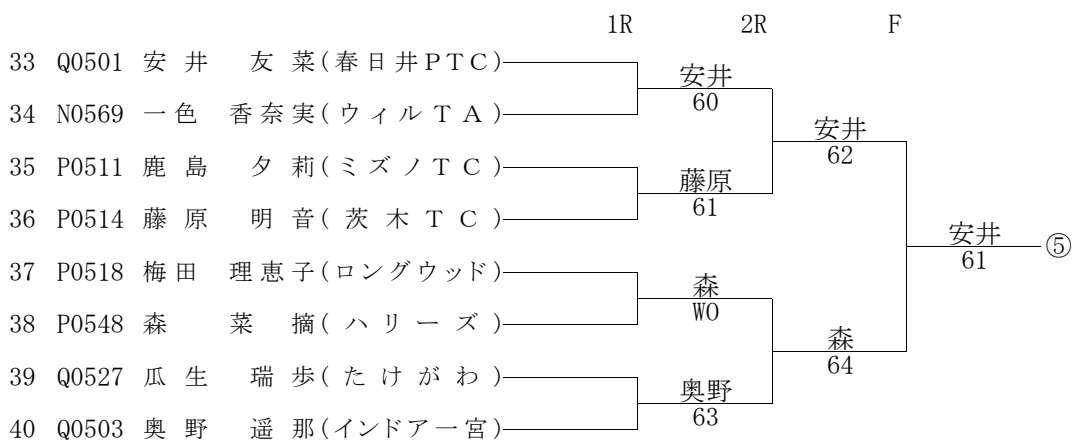 1R 2R F
33 Q0501 安井 友菜(春日井PTC)
安井
60
34 N0569 一色 香奈実(ウィルTA)
安井
62
35 P0511 鹿島 夕莉(ミズノTC)
藤原
61
36 P0514 藤原 明音(茨木TC)
安井 ⑤
61
37 P0518 梅田 理恵子(ロングウッド)
森
WO
38 P0548 森 菜摘(ハリーズ)
森
64
39 Q0527 瓜生 瑞歩(たけがわ)
奥野
63
40 Q0503 奥野 遥那(インドア一宮)